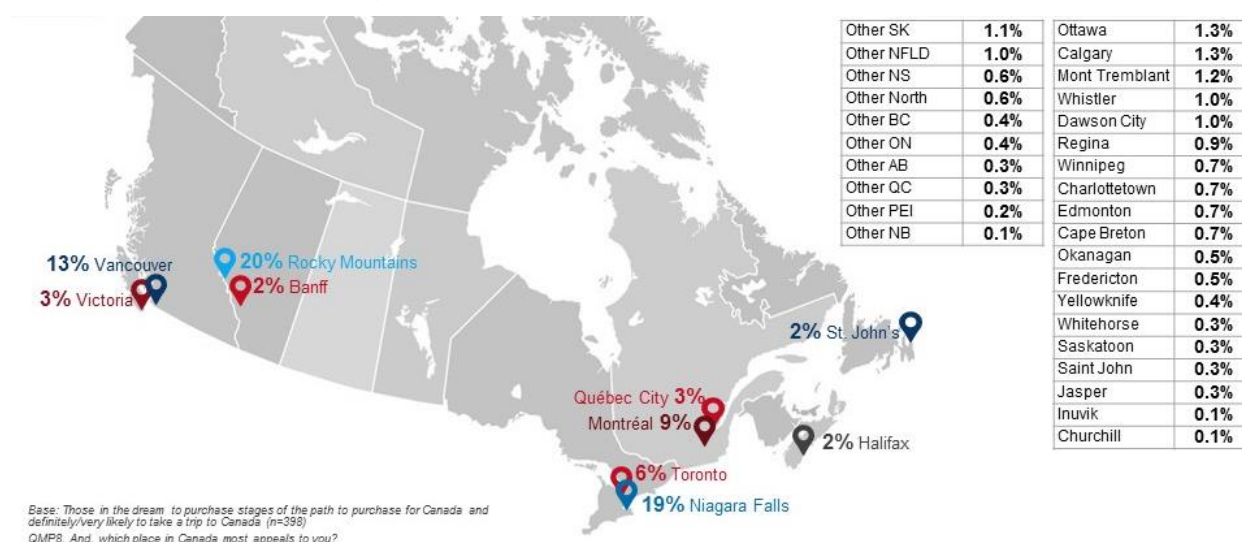 Other SK 1.1%
Other NFLD 1.0%
Other NS 0.6%
Other North 0.6%
Other BC 0.4%
Other ON 0.4%
Other AB 0.3%
Other QC 0.3%
Other PEI 0.2%
Other NB 0.1%
Ottawa 1.3%
Calgary 1.3%
Mont Tremblant 1.2%
Whistler 1.0%
Dawson City 1.0%
Regina 0.9%
Winnipeg 0.7%
Charlottetown 0.7%
Edmonton 0.7%
Cape Breton 0.7%
Okanagan 0.5%
Fredericton 0.5%
Yellowknife 0.4%
Whitehorse 0.3%
Saskatoon 0.3%
Saint John 0.3%
Jasper 0.3%
Inuvik 0.1%
Churchill 0.1%
13% Vancouver
20% Rocky Mountains
3% Victoria
2% Banff
2% St. John's
Québec City 3%
Montréal 9%
2% Halifax
6% Toronto
19% Niagara Falls
Base: Those in the dream to purchase stages of the path to purchase for Canada and
definitely/very likely to take a trip to Canada (n=398)
QMP8. And, which place in Canada most appeals to you?